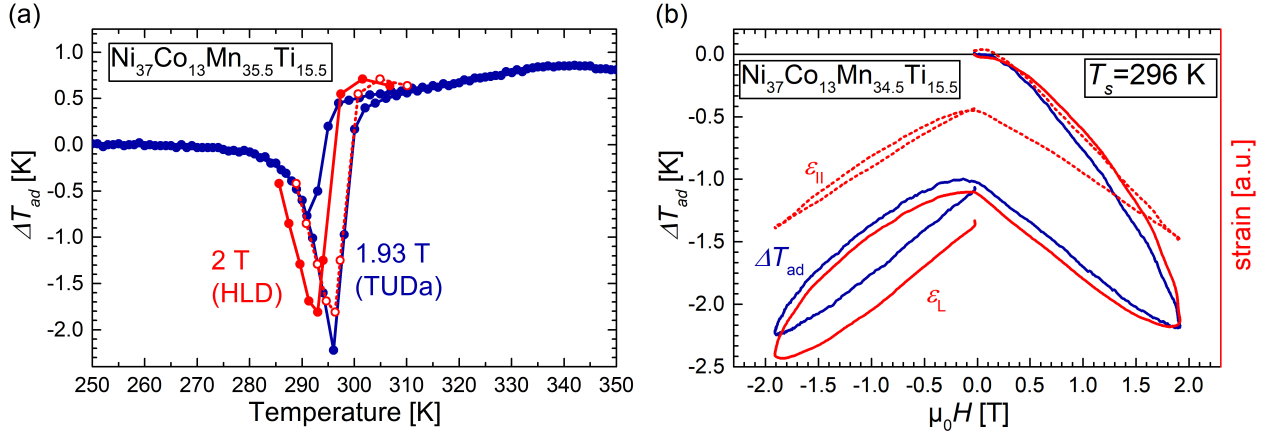 (a)
Ni37Co13Mn35.5Ti15.5
1.0
0.5
0.0
-0.5
-1.0
-1.5
-2.0
ΔTad [K]
2 T
(HLD)
1.93 T
(TUDa)
250 260 270 280 290 300 310 320 330 340 350
Temperature [K]
(b)
Ni37Co13Mn34.5Ti15.5
Ts=296 K
0.0
-0.5
-1.0
-1.5
-2.0
-2.5
ΔTad [K]
εII
ΔTad
εL
-2.0 -1.5 -1.0 -0.5 0.0 0.5 1.0 1.5 2.0
μ0H [T]
strain [a.u.]